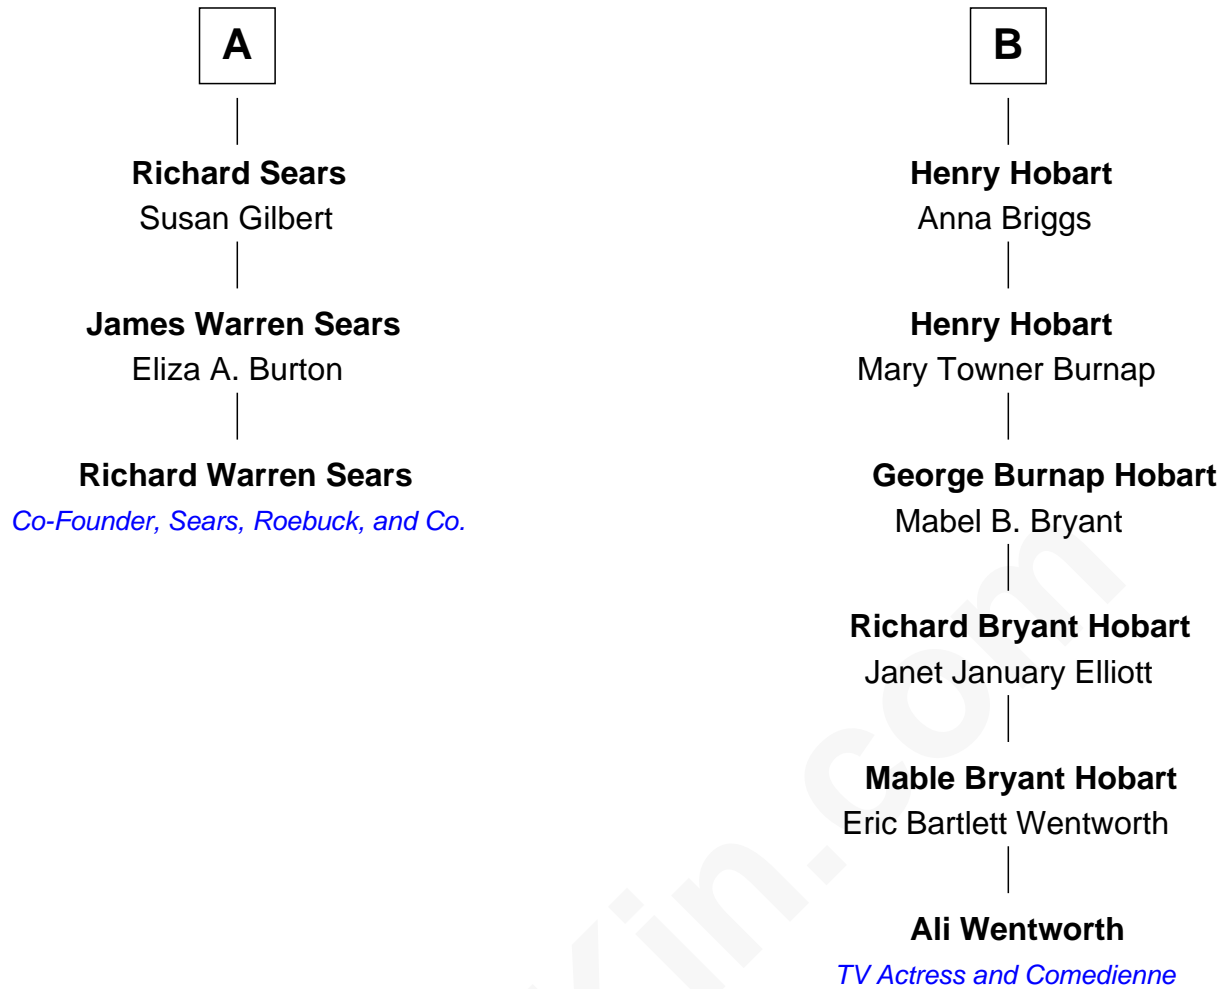 A
Richard Sears
Susan Gilbert
James Warren Sears
Eliza A. Burton
Richard Warren Sears
Co-Founder, Sears, Roebuck, and Co.
B
Henry Hobart
Anna Briggs
Henry Hobart
Mary Towner Burnap
George Burnap Hobart
Mabel B. Bryant
Richard Bryant Hobart
Janet January Elliott
Mable Bryant Hobart
Eric Bartlett Wentworth
Ali Wentworth
TV Actress and Comedienne
Kin.com